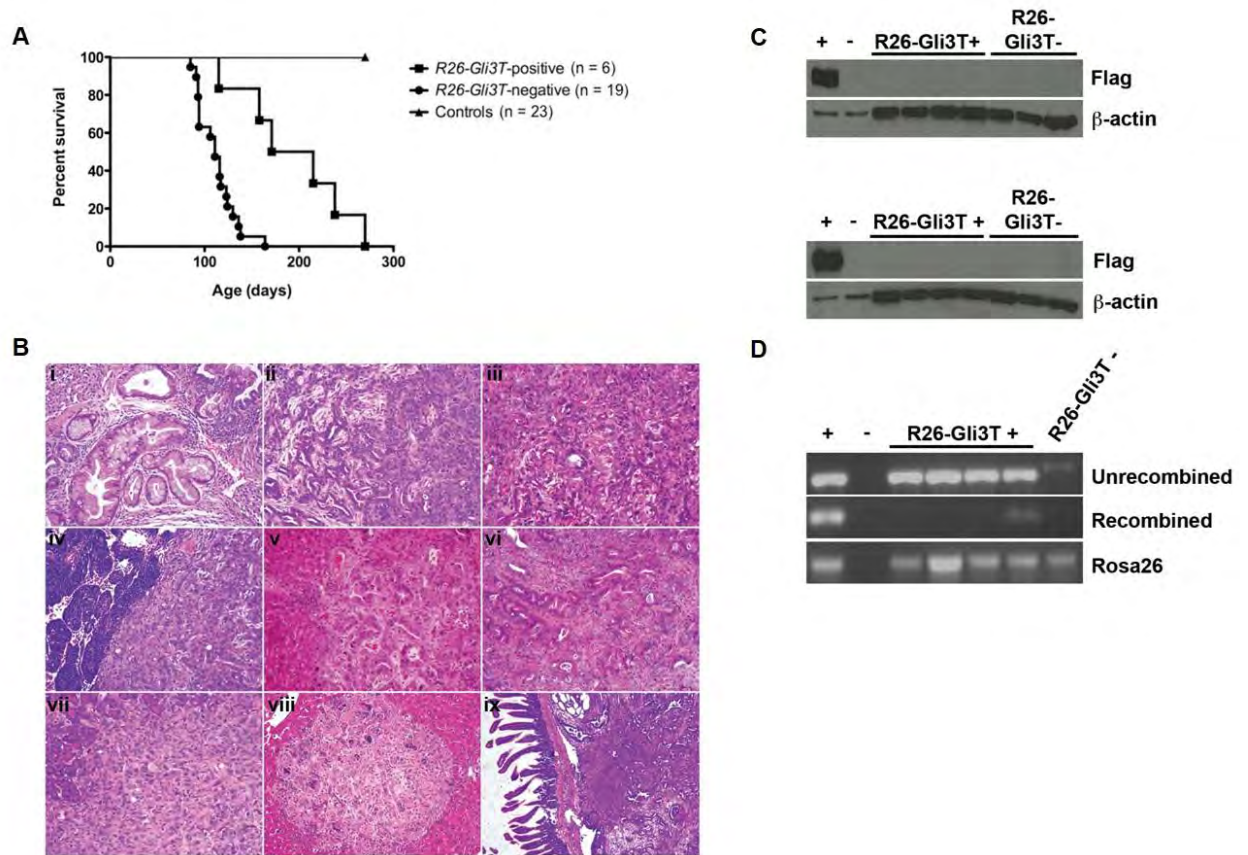 A
Percent survival
100
80
60
40
20
0
0 100 200 300
Age (days)
R26-Gli3T-positive (n = 6)
R26-Gli3T-negative (n = 19)
Controls (n = 23)
B
i ii iii
iv v vi
vii viii ix
C
+ - R26-Gli3T+ R26-
Gli3T-
Flag
β-actin
+ - R26-Gli3T + R26-
Gli3T-
Flag
β-actin
D
+ - R26-Gli3T + R26-Gli3T -
Unrecombined
Recombined
Rosa26